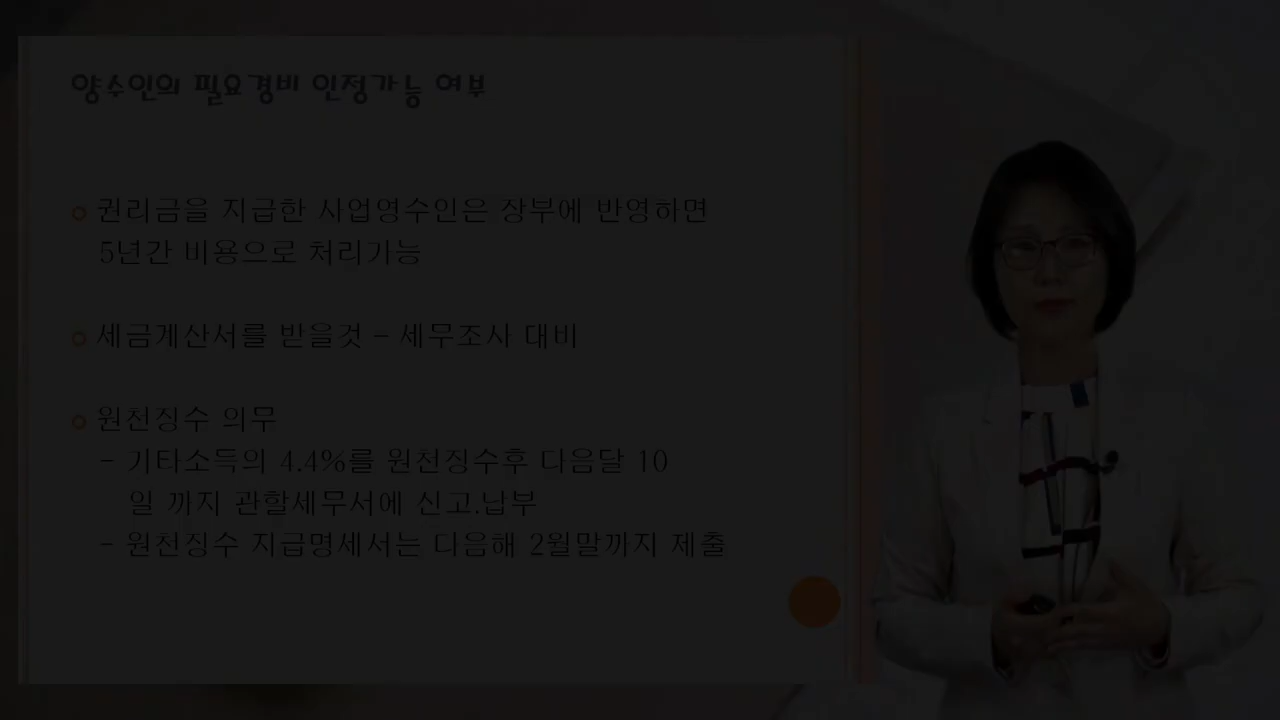 양수인의 필요경비 인정가능 여부
권리금을 지급한 사업영수인은 장부에 반영하면
5년간 비용으로 처리가능
세금계산서를 받을것 – 세무조사 대비
원천징수 의무
– 기타소득의 4.4%를 원천징수후 다음달 10
일 까지 관할세무서에 신고.납부
– 원천징수 지급명세서는 다음해 2월말까지 제출